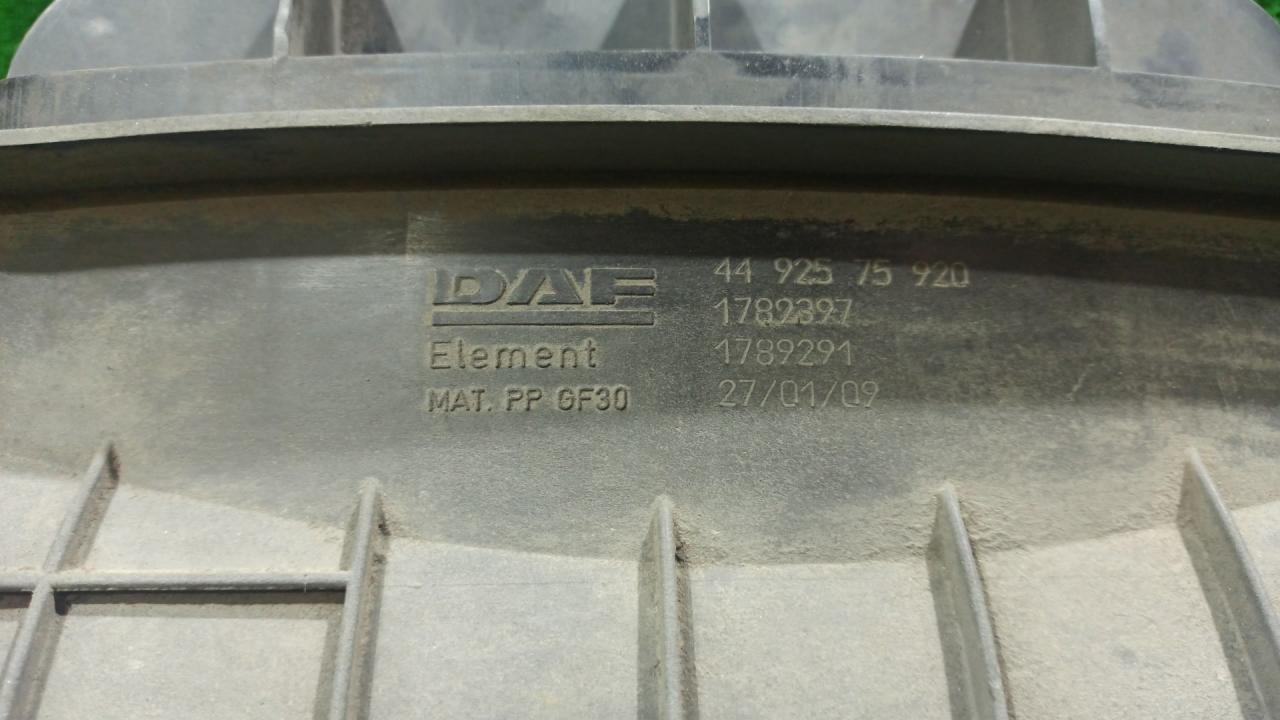 DAF
Element
MAT. PP GF30
44 925 75 920
1782397
1789291
27/01/09